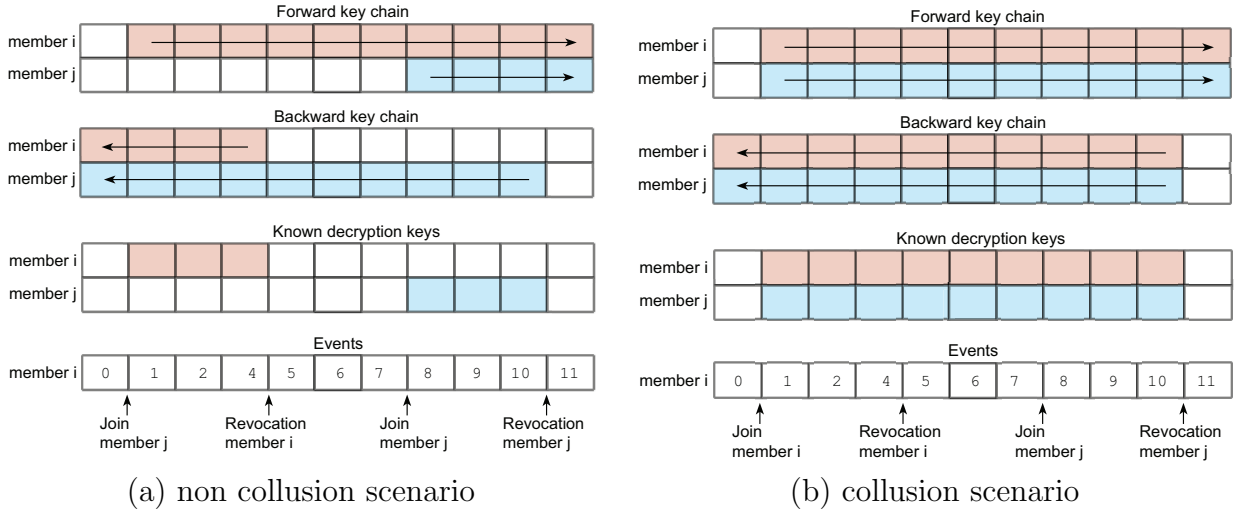 Forward key chain
member i
member j
Backward key chain
member i
member j
Known decryption keys
member i
member j
Events
member i 0 1 2 4 5 6 7 8 9 10 11
Join
member j
Revocation
member i
Join
member j
Revocation
member j
(a) non collusion scenario
Forward key chain
member i
member j
Backward key chain
member i
member j
Known decryption keys
member i
member j
Events
member i 0 1 2 4 5 6 7 8 9 10 11
Join
member i
Revocation
member i
Join
member j
Revocation
member j
(b) collusion scenario